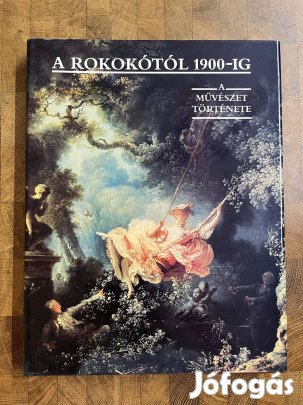 A ROKOKÓTÓL 1900-IG
A
MŰVÉSZET
TÖRTÉNETE
Jófogás